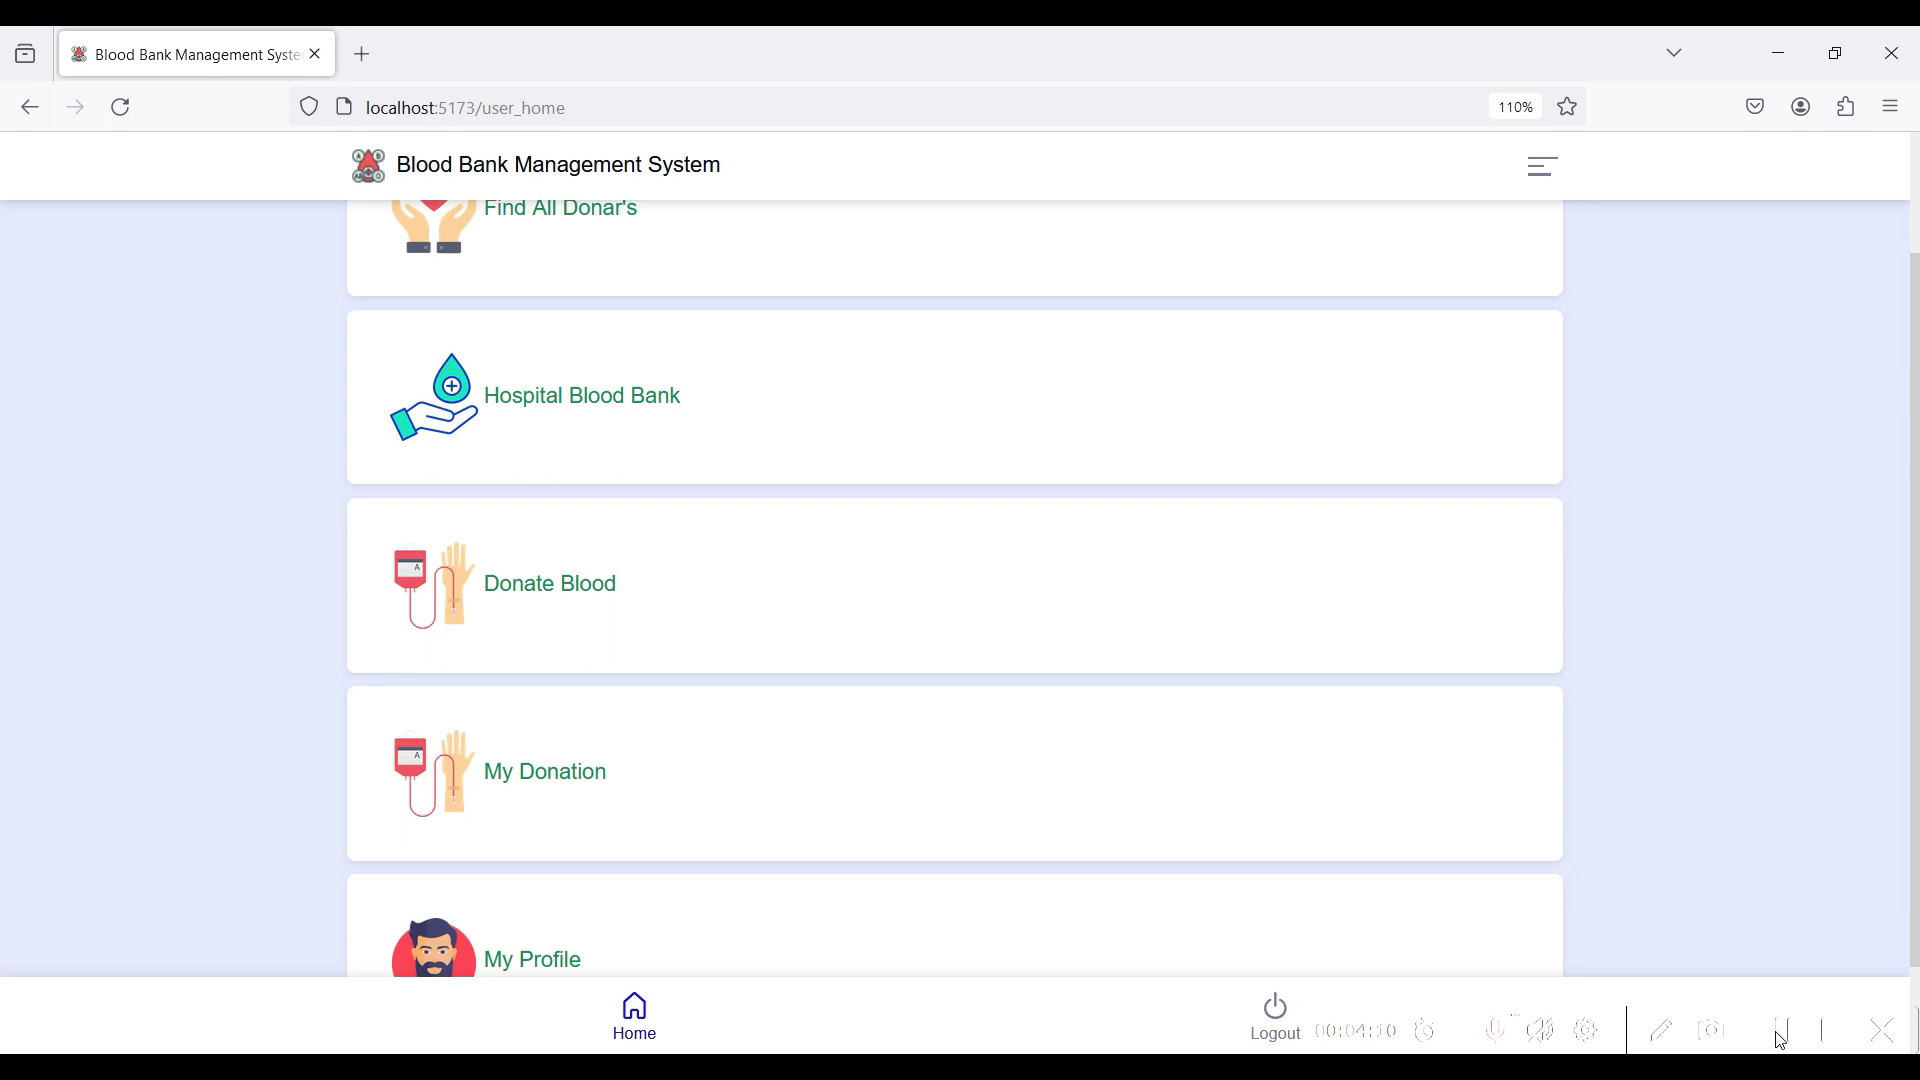 Blood Bank Management Syste
localhost:5173/user_home
110%
Blood Bank Management System
Find All Donar's
Hospital Blood Bank
A
Donate Blood
A
My Donation
My Profile
Home
Logout
00:04:50